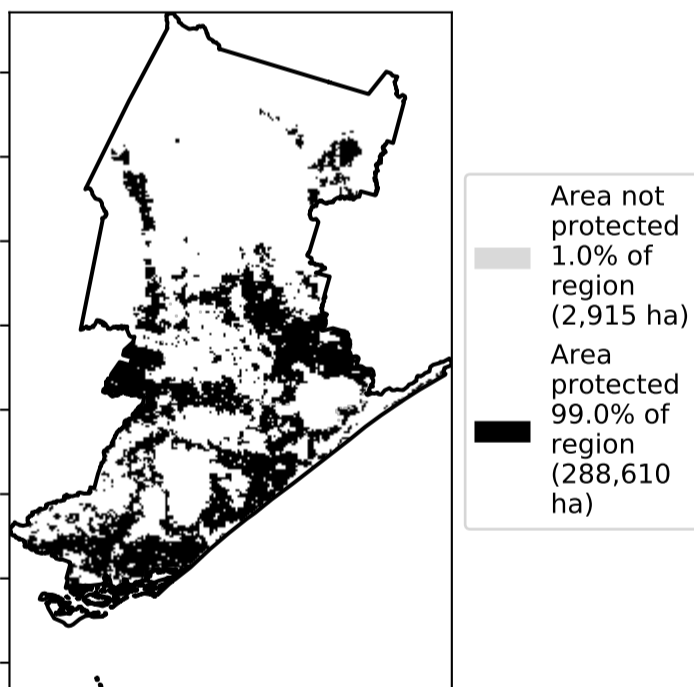 Area not
protected
1.0% of
region
(2,915 ha)
Area
protected
99.0% of
region
(288,610
ha)